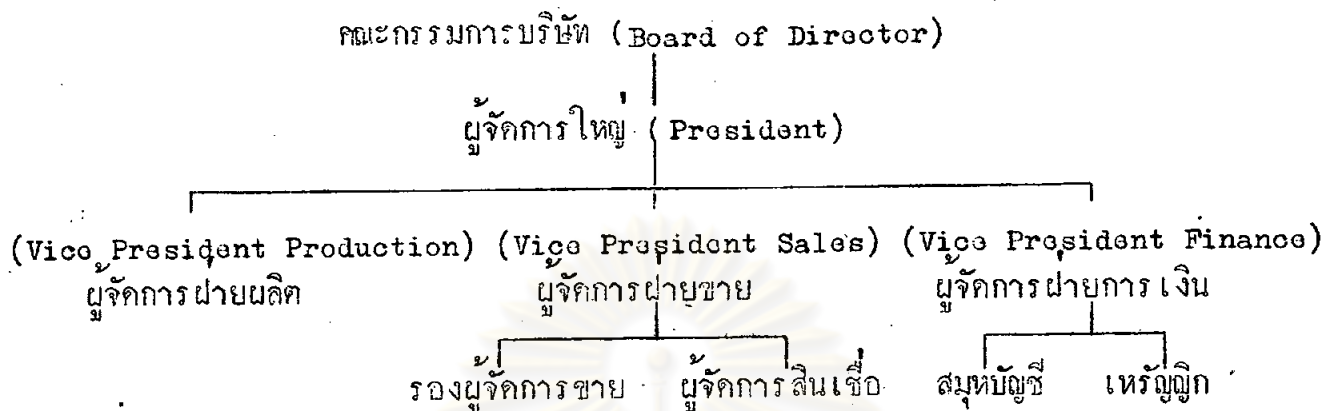 คณะกรรมการบริษัท (Board of Director)
ผู้จัดการใหญ่ (President)
(Vice President Production) (Vice President Sales) (Vice President Finance)
ผู้จัดการฝ่ายผลิต ผู้จัดการฝ่ายขาย ผู้จัดการฝ่ายการเงิน
รองผู้จัดการขาย ผู้จัดการสินเชื่อ สมุหบัญชี เหรัญญิก